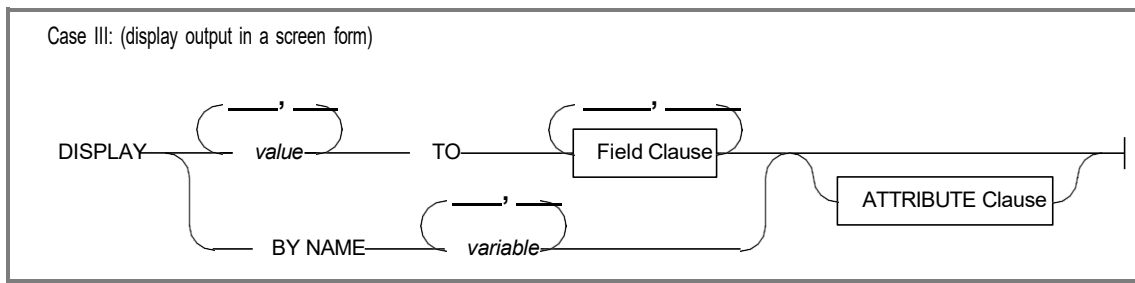 Case III: (display output in a screen form)
, ,
DISPLAY value TO Field Clause
ATTRIBUTE Clause
,
BY NAME variable